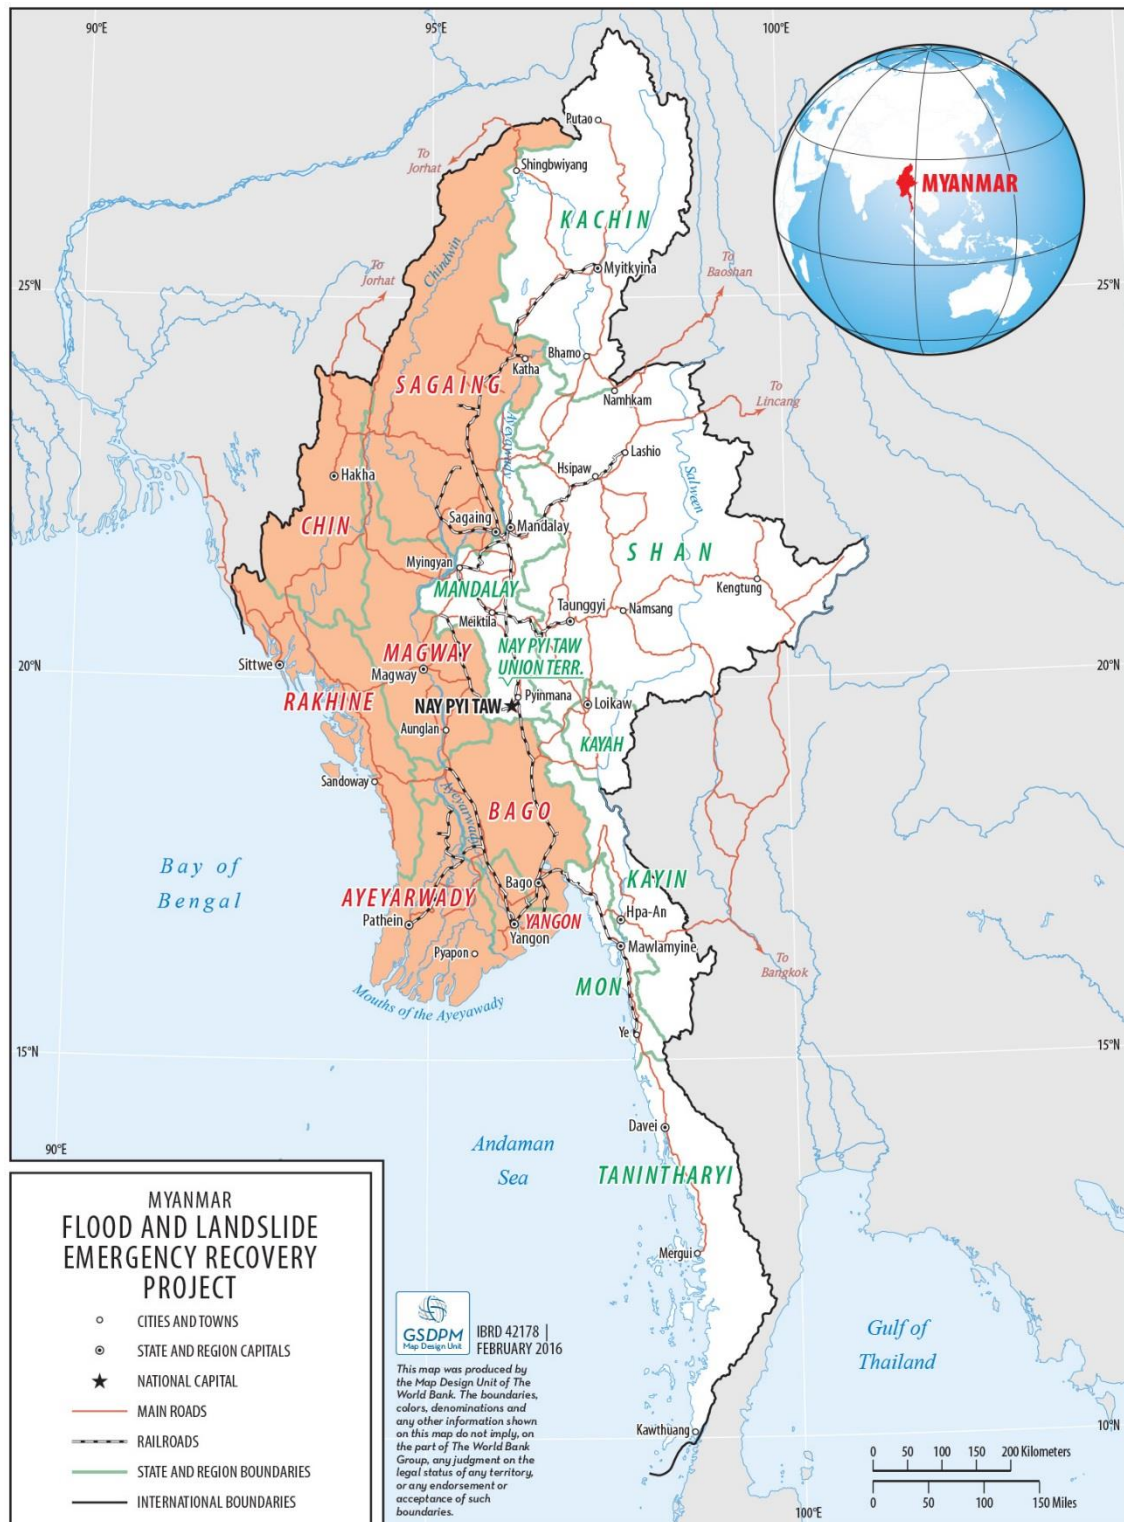 90°E
95°E
100°E
Putao
To
Jorhat
Shingbwiyang
MYANMAR
KACHIN
Chindwin
To
Jorhat
Myitkyina
To
Baoshan
25°N
25°N
Bhamo
Katha
SAGAING
Namhkam
To
Lincang
Ayeyawady
Lashio
Hsipaw
Hakha
Salween
Sagaing
Mandalay
CHIN
SHAN
Myingyan
MANDALAY
Kengtung
Taunggyi
Namsang
Meiktila
NAY PYI TAW
UNION TERR.
MAGWAY
Sittwe
Magway
20°N
20°N
RAKHINE
Pyinmana
NAY PYI TAW
Loikaw
Aunglan
KAYAH
Sandoway
Ayeyarwady
BAGO
Bay of
Bengal
Bago
KAYIN
AYEYARWADY
Pathein
YANGON
Yangon
Hpa-An
Mawlamyine
Pyapon
To
Bangkok
MON
Mouths of the Ayeyawady
Ye
15°N
15°N
Davei
90°E
Andaman
Sea
TANINTHARYI
Mergui
Gulf of
Thailand
Kawthuang
10°N
100°E
MYANMAR
FLOOD AND LANDSLIDE
EMERGENCY RECOVERY
PROJECT
CITIES AND TOWNS
STATE AND REGION CAPITALS
NATIONAL CAPITAL
MAIN ROADS
RAILROADS
STATE AND REGION BOUNDARIES
INTERNATIONAL BOUNDARIES
GSDPM
Map Design Unit
IBRD 42178 |
FEBRUARY 2016
This map was produced by
the Map Design Unit of The
World Bank. The boundaries,
colors, denominations and
any other information shown
on this map do not imply, on
the part of The World Bank
Group, any judgment on the
legal status of any territory,
or any endorsement or
acceptance of such
boundaries.
0 50 100 150 200 Kilometers
0 50 100 150 Miles